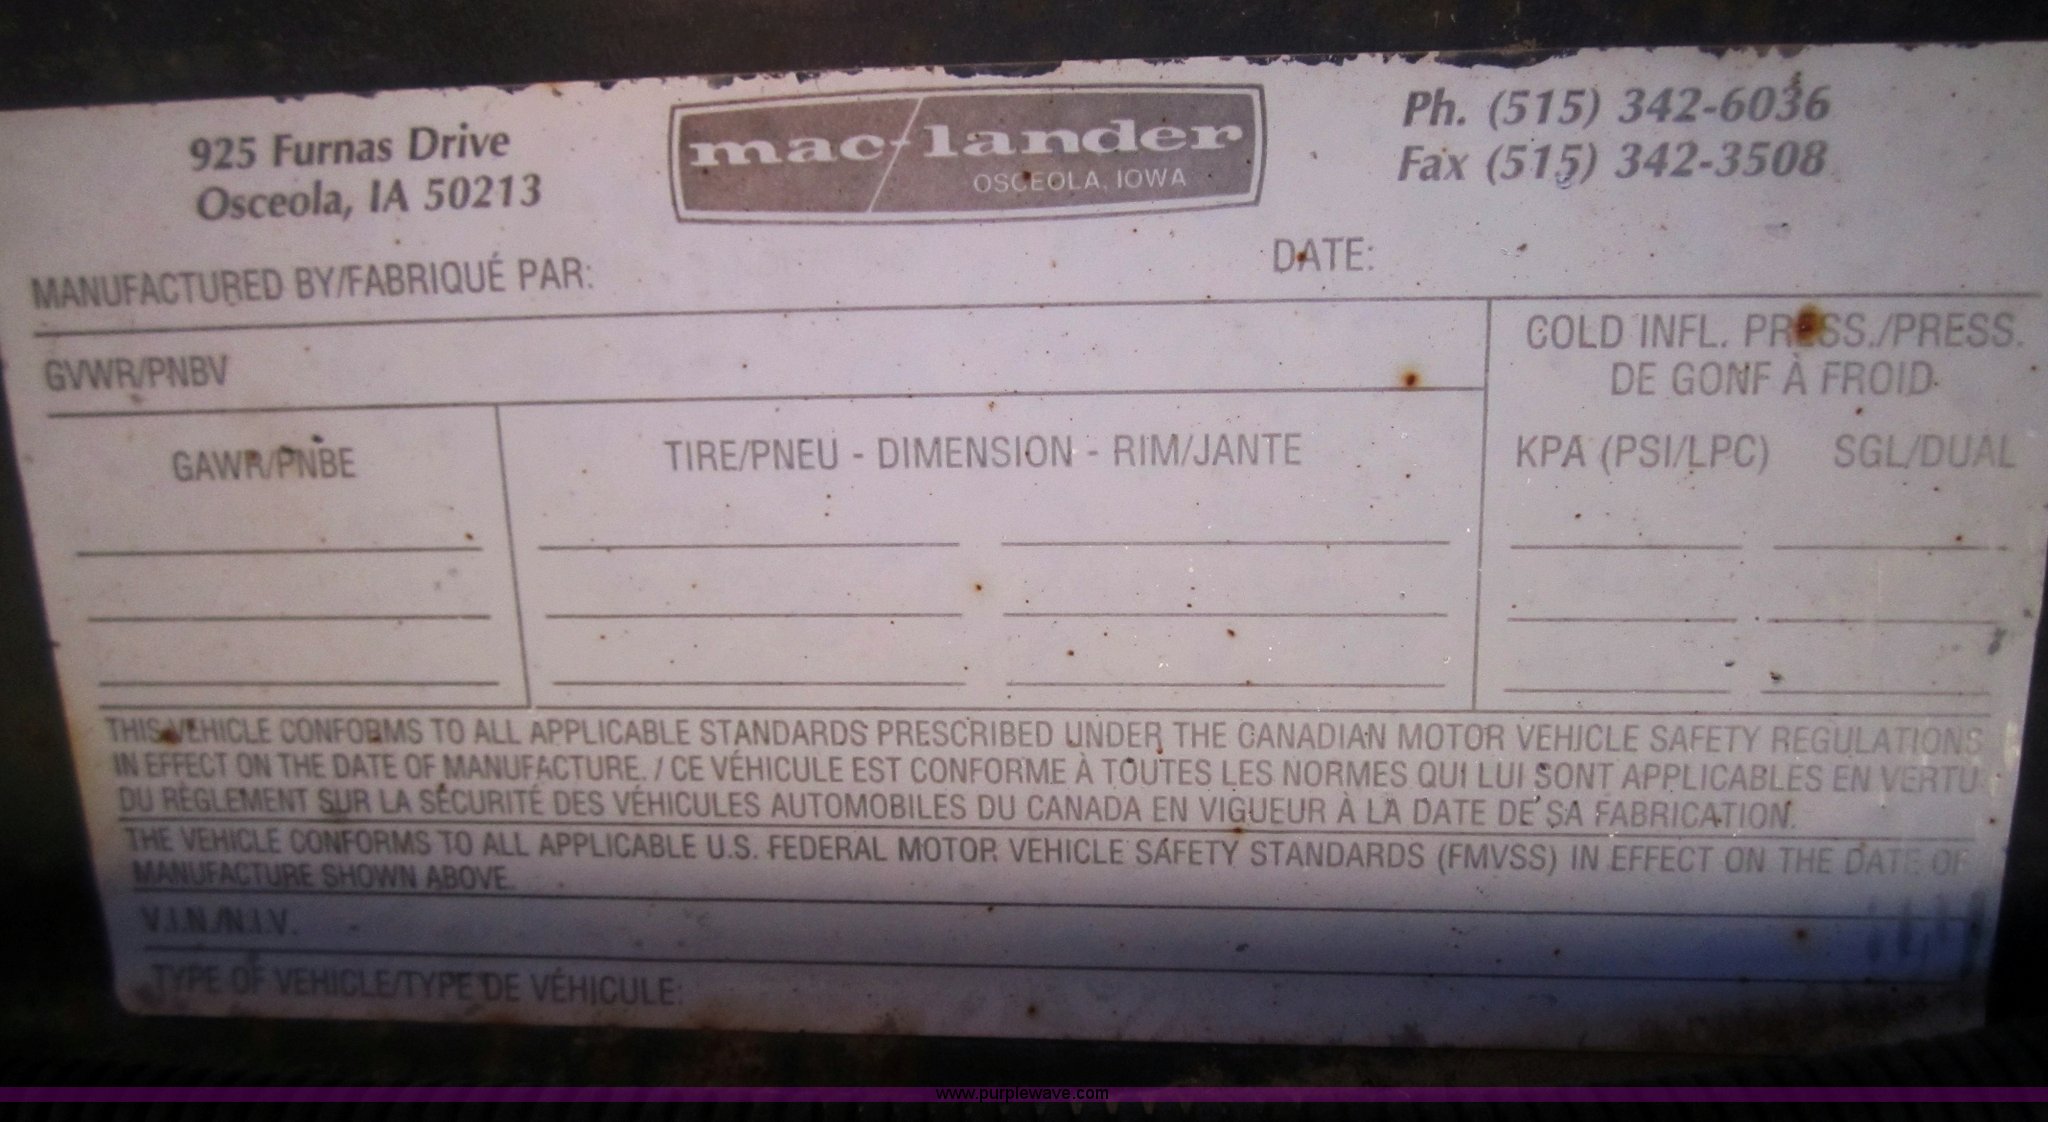 925 Furnas Drive
Osceola, IA 50213
mac-lander
OSCEOLA, IOWA
Ph. (515) 342-6036
Fax (515) 342-3508
MANUFACTURED BY/FABRIQUÉ PAR:
DATE:
GVWR/PNBV
COLD INFL. PRESS./PRESS.
DE GONF À FROID
GAWR/PNBE
TIRE/PNEU - DIMENSION - RIM/JANTE
KPA (PSI/LPC) SGL/DUAL
THIS VEHICLE CONFORMS TO ALL APPLICABLE STANDARDS PRESCRIBED UNDER THE CANADIAN MOTOR VEHICLE SAFETY REGULATIONS
IN EFFECT ON THE DATE OF MANUFACTURE. / CE VÉHICULE EST CONFORME À TOUTES LES NORMES QUI LUI SONT APPLICABLES EN VERTU
DU RÈGLEMENT SUR LA SÉCURITÉ DES VÉHICULES AUTOMOBILES DU CANADA EN VIGUEUR À LA DATE DE SA FABRICATION.
THE VEHICLE CONFORMS TO ALL APPLICABLE U.S. FEDERAL MOTOR VEHICLE SAFETY STANDARDS (FMVSS) IN EFFECT ON THE DATE OF
MANUFACTURE SHOWN ABOVE.
V.I.N./N.I.V.
TYPE OF VEHICLE/TYPE DE VÉHICULE:
www.purplewave.com